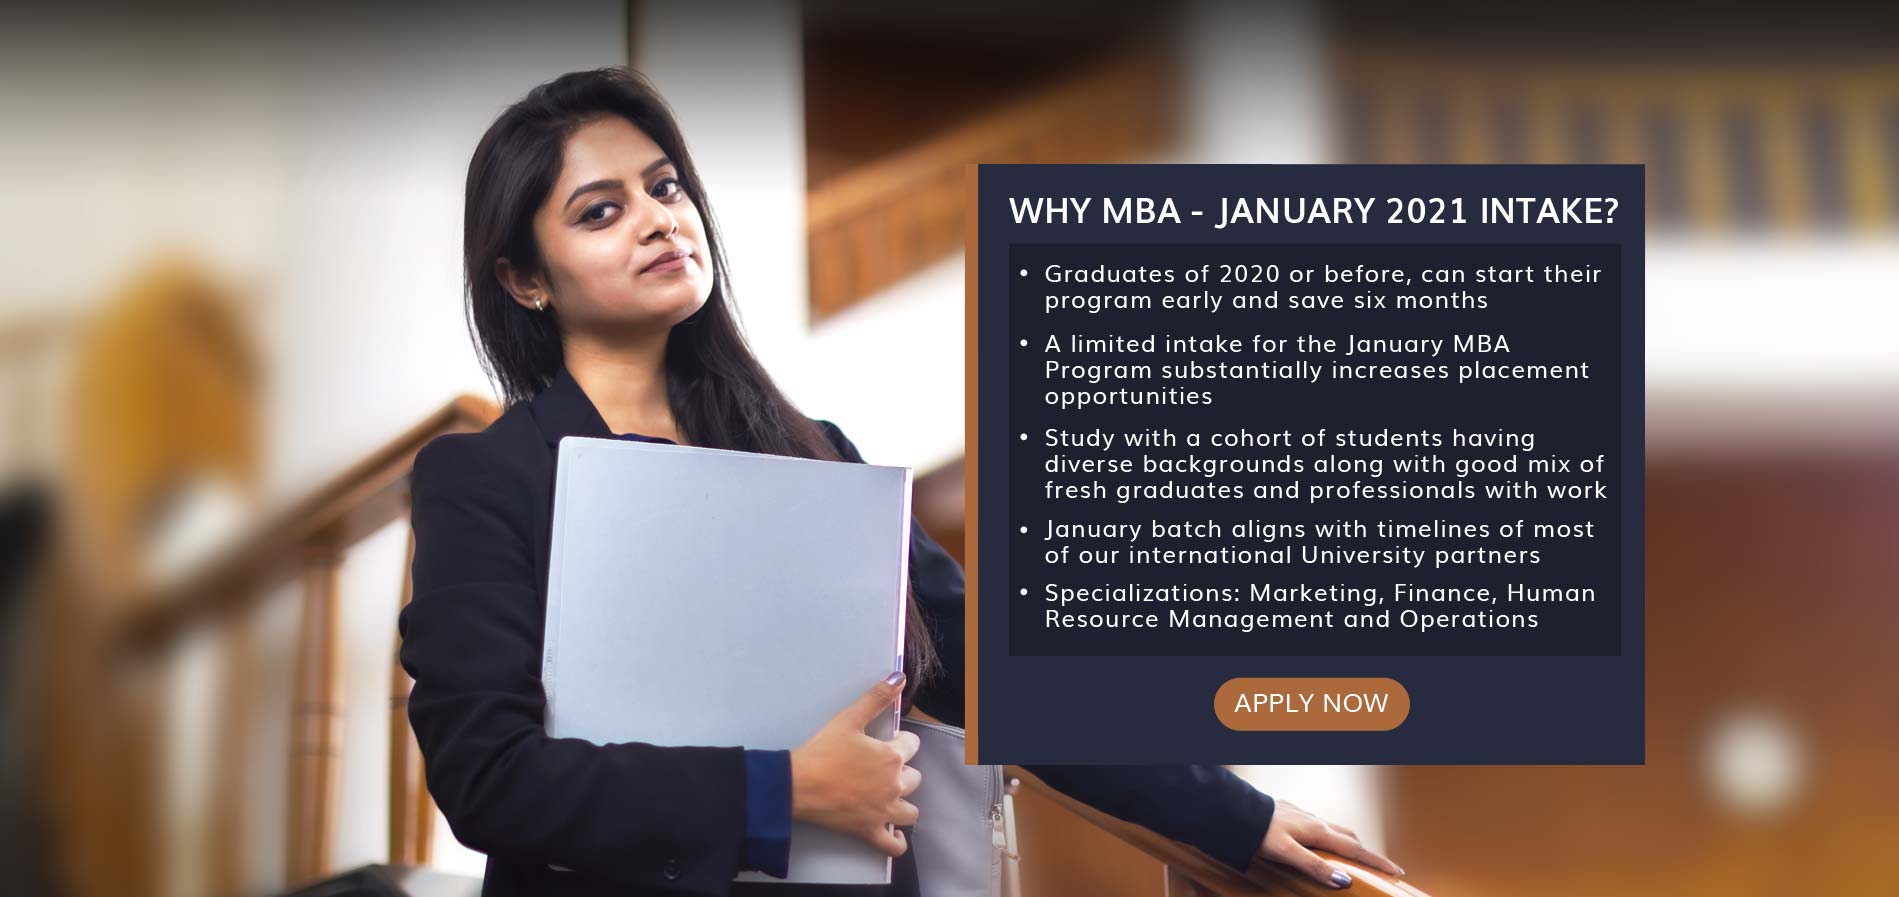 WHY MBA - JANUARY 2021 INTAKE?
• Graduates of 2020 or before, can start their
program early and save six months
• A limited intake for the January MBA
Program substantially increases placement
opportunities
• Study with a cohort of students having
diverse backgrounds along with good mix of
fresh graduates and professionals with work
• January batch aligns with timelines of most
of our international University partners
• Specializations: Marketing, Finance, Human
Resource Management and Operations
APPLY NOW